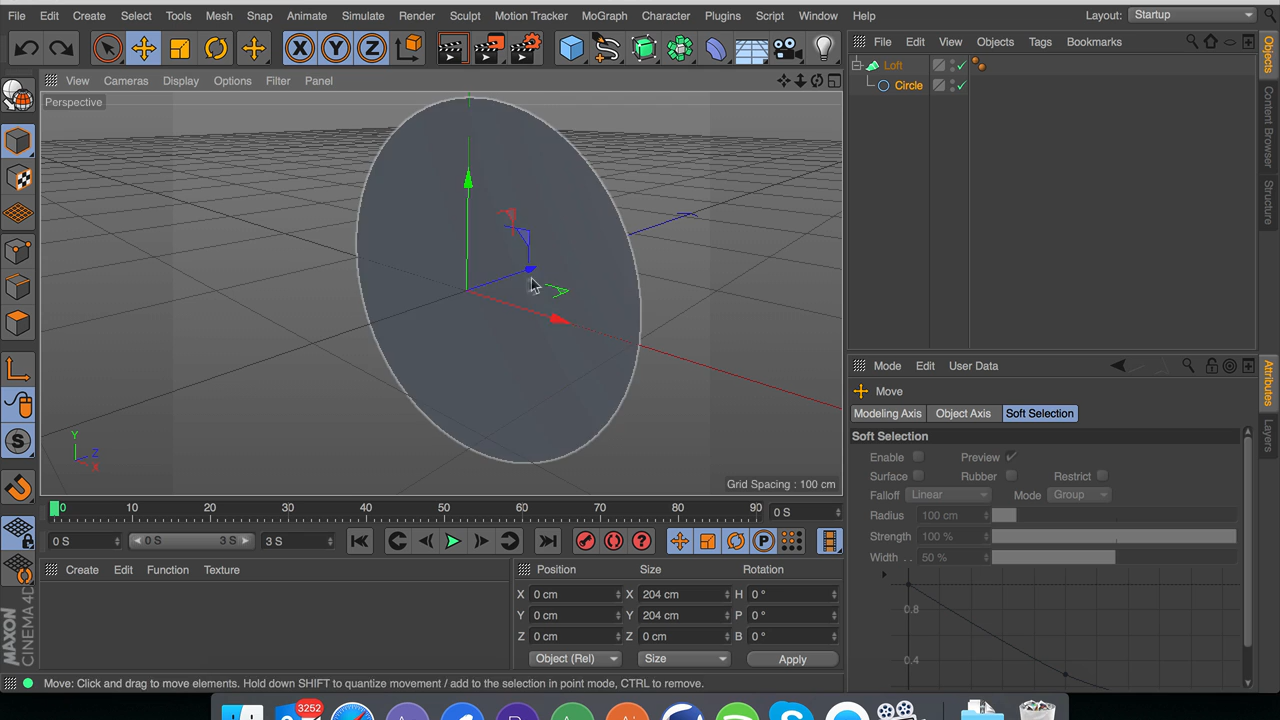 File Edit Create Select Tools Mesh Snap Animate Simulate Render Sculpt Motion Tracker MoGraph Character Plugins Script Window Help Layout: Startup
X Y Z
File Edit View Objects Tags Bookmarks
View Cameras Display Options Filter Panel
Perspective
Loft
Circle
Objects
Content Browser
Structure
Grid Spacing : 100 cm
Y
Z
X
S
Mode Edit User Data
Move
Modeling Axis Object Axis Soft Selection
Soft Selection
Enable Preview
Surface Rubber Restrict
Falloff Linear Mode Group
Radius 100 cm
Strength 100 %
Width . . 50 %
0.8
0.4
Attributes
Layers
0 10 20 30 40 50 60 70 80 90 0 S
0 S 0 S 3 S 3 S P
Create Edit Function Texture
Position Size Rotation
X 0 cm X 204 cm H 0 °
Y 0 cm Y 204 cm P 0 °
Z 0 cm Z 0 cm B 0 °
Object (Rel) Size Apply
MAXON
CINEMA 4D
Move: Click and drag to move elements. Hold down SHIFT to quantize movement / add to the selection in point mode, CTRL to remove.
3252